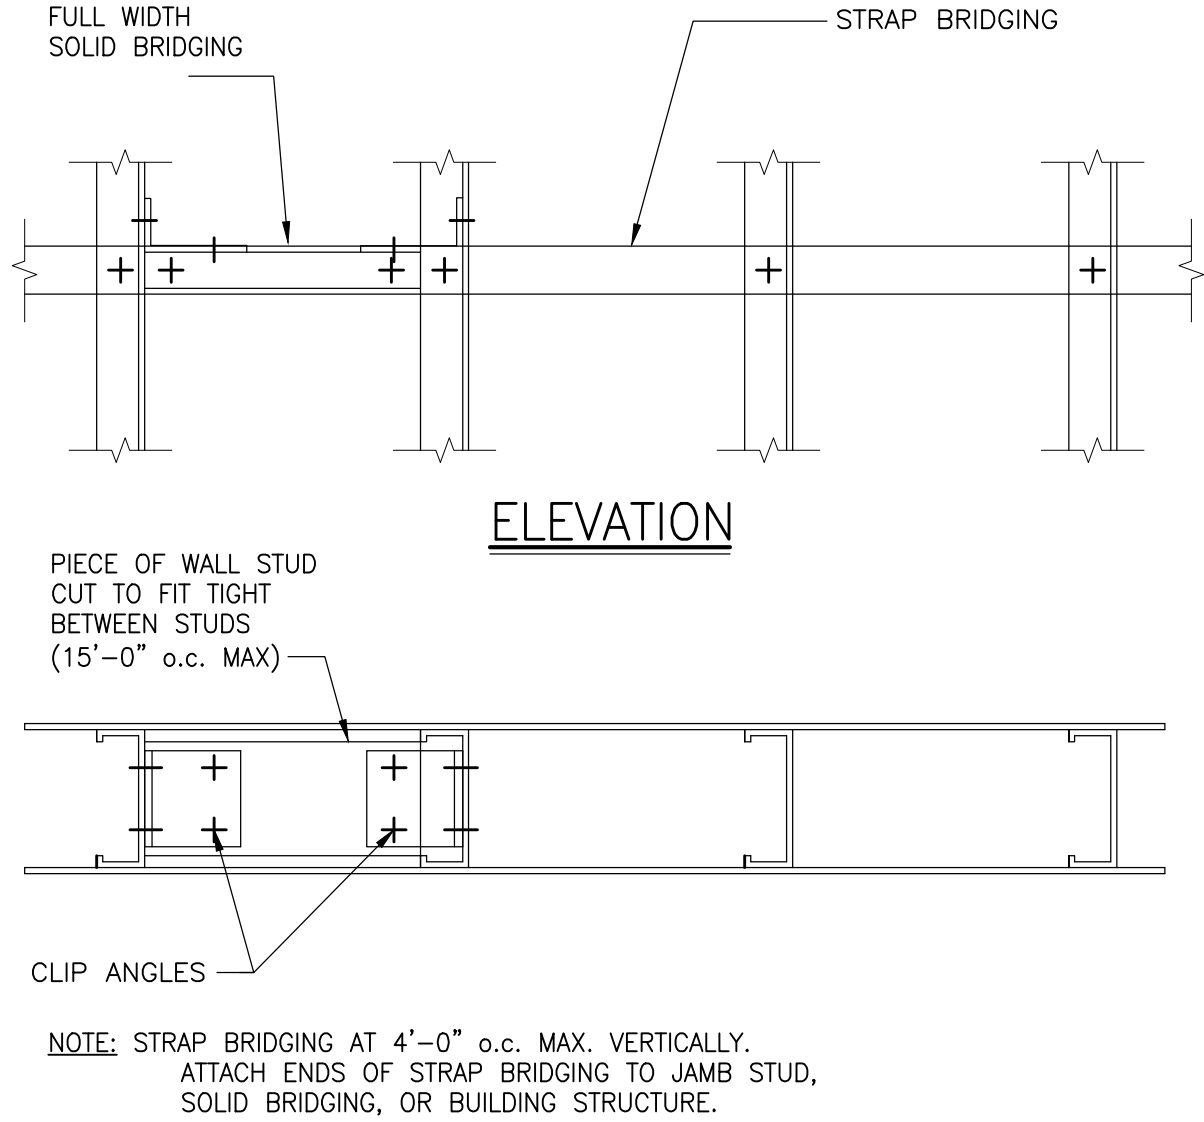 FULL WIDTH
SOLID BRIDGING
STRAP BRIDGING
ELEVATION
PIECE OF WALL STUD
CUT TO FIT TIGHT
BETWEEN STUDS
(15'-0" o.c. MAX)
CLIP ANGLES
NOTE: STRAP BRIDGING AT 4'-0" o.c. MAX. VERTICALLY.
ATTACH ENDS OF STRAP BRIDGING TO JAMB STUD,
SOLID BRIDGING, OR BUILDING STRUCTURE.